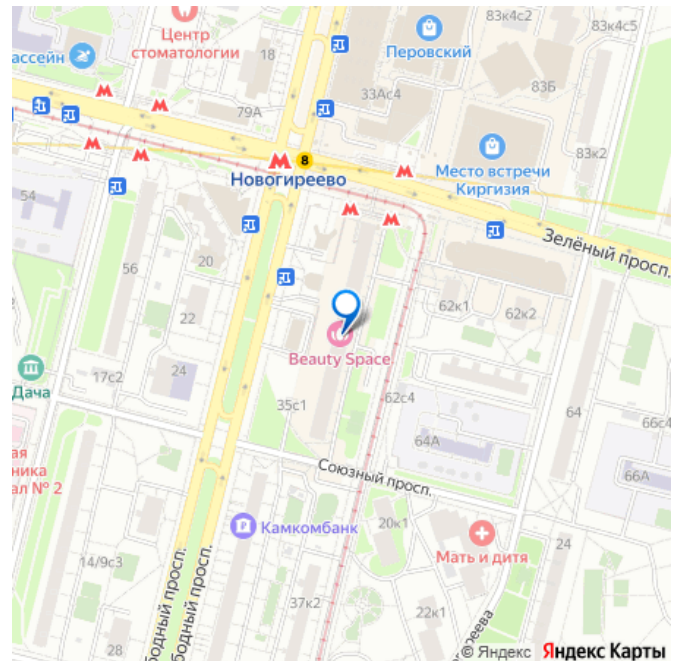 83к4с2
83к4с5
Центр
стоматологии
Перовский
ассейн
18
33Ас4
83Б
79А
83к2
8
Новогиреево
Место встречи
Киргизия
54
56
20
Зелёный просп.
22
62к1
62к2
Beauty Space
Дача
17с2
24
35с1
62с4
64
66с4
64А
66А
ая
ника
ал № 2
Союзный просп.
Камкомбанк
20к1
24
Мать и дитя
14/9с3
37к2
22к1
28
бодный просп.
бодный просп.
реева
© Яндекс Яндекс Карты